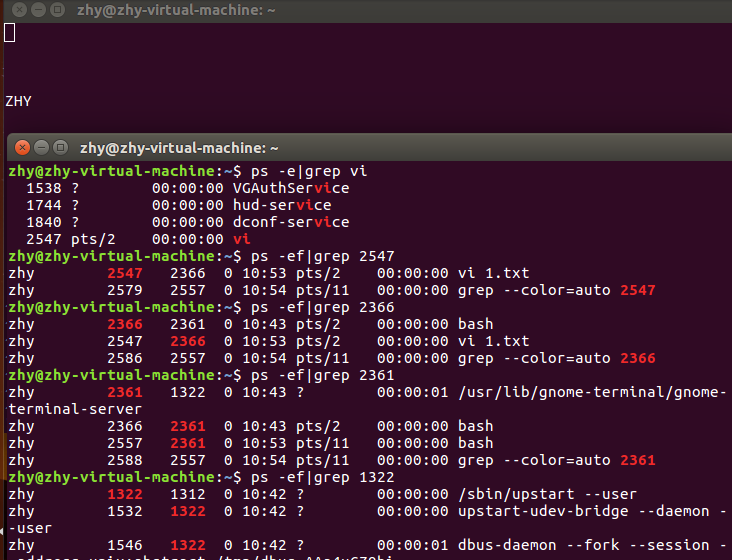 zhy@zhy-virtual-machine: ~
ZHY
zhy@zhy-virtual-machine: ~
zhy@zhy-virtual-machine:~$ ps -e|grep vi
1538 ? 00:00:00 VGAuthService
1744 ? 00:00:00 hud-service
1840 ? 00:00:00 dconf-service
2547 pts/2 00:00:00 vi
zhy@zhy-virtual-machine:~$ ps -ef|grep 2547
zhy 2547 2366 0 10:53 pts/2 00:00:00 vi 1.txt
zhy 2579 2557 0 10:54 pts/11 00:00:00 grep --color=auto 2547
zhy@zhy-virtual-machine:~$ ps -ef|grep 2366
zhy 2366 2361 0 10:43 pts/2 00:00:00 bash
zhy 2547 2366 0 10:53 pts/2 00:00:00 vi 1.txt
zhy 2586 2557 0 10:54 pts/11 00:00:00 grep --color=auto 2366
zhy@zhy-virtual-machine:~$ ps -ef|grep 2361
zhy 2361 1322 0 10:43 ? 00:00:01 /usr/lib/gnome-terminal/gnome-
terminal-server
zhy 2366 2361 0 10:43 pts/2 00:00:00 bash
zhy 2557 2361 0 10:53 pts/11 00:00:00 bash
zhy 2588 2557 0 10:54 pts/11 00:00:00 grep --color=auto 2361
zhy@zhy-virtual-machine:~$ ps -ef|grep 1322
zhy 1322 1312 0 10:42 ? 00:00:00 /sbin/upstart --user
zhy 1532 1322 0 10:42 ? 00:00:00 upstart-udev-bridge --daemon -
-user
zhy 1546 1322 0 10:42 ? 00:00:01 dbus-daemon --fork --session -